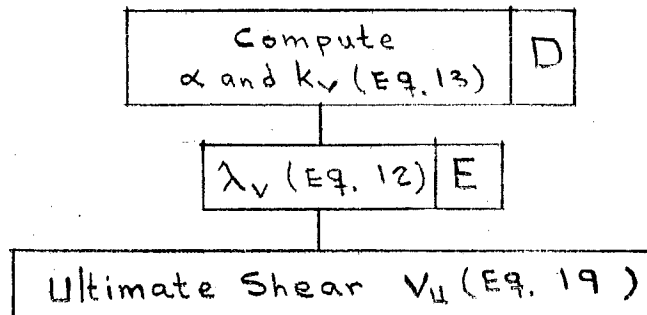 Compute
α and kᵥ (Eq. 13)
D
λᵥ (Eq. 12)
E
Ultimate Shear Vᵤ (Eq. 19)